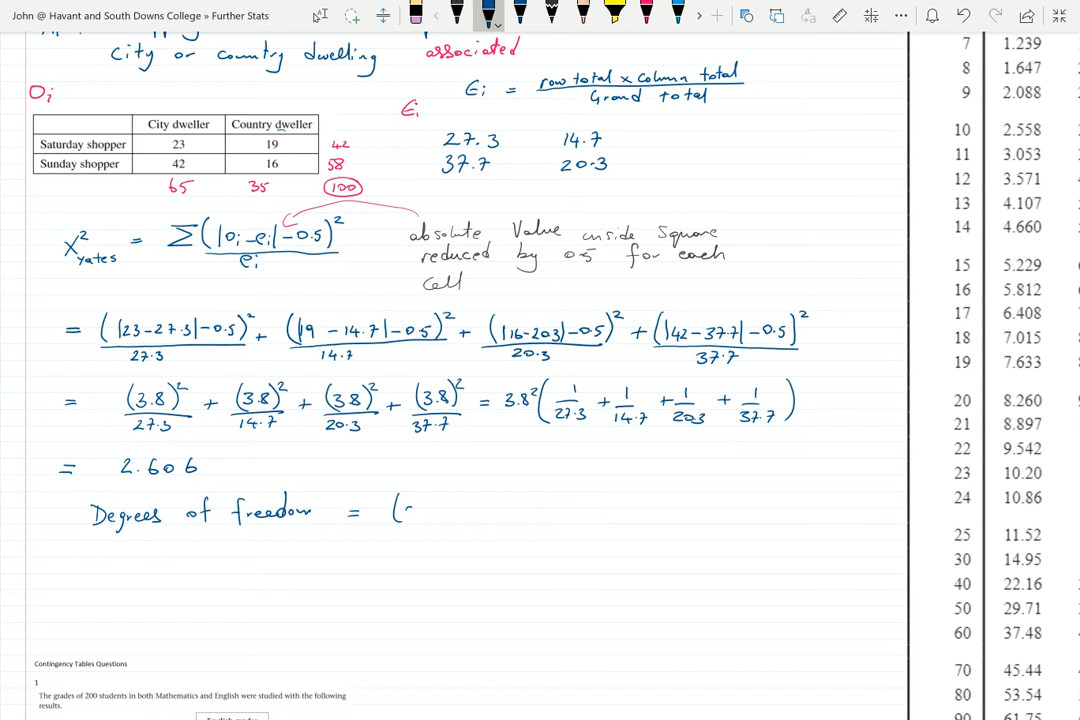 John @ Havant and South Downs College » Further Stats
city or country dwelling associated
Oi
Ei = row total x column total / Grand total
Ei
City dweller Country dweller
Saturday shopper 23 19 42
Sunday shopper 42 16 58
65 35 100
27.3 14.7
37.7 20.3
X²yates = Σ(|Oi - ei| - 0.5)² / ei
absolute value inside square
reduced by 0.5 for each
cell
= (|23-27.3|-0.5)² / 27.3 + (|19-14.7|-0.5)² / 14.7 + (|16-203|-0.5)² / 20.3 + (|42-37.7|-0.5)² / 37.7
= (3.8)² / 27.3 + (3.8)² / 14.7 + (3.8)² / 20.3 + (3.8)² / 37.7 = 3.8² (1/27.3 + 1/14.7 + 1/203 + 1/37.7)
= 2.606
Degrees of freedom = (
Contingency Tables Questions
1
The grades of 200 students in both Mathematics and English were studied with the following
results.
7 1.239
8 1.647
9 2.088
10 2.558
11 3.053
12 3.571
13 4.107
14 4.660
15 5.229
16 5.812
17 6.408
18 7.015
19 7.633
20 8.260
21 8.897
22 9.542
23 10.20
24 10.86
25 11.52
30 14.95
40 22.16
50 29.71
60 37.48
70 45.44
80 53.54